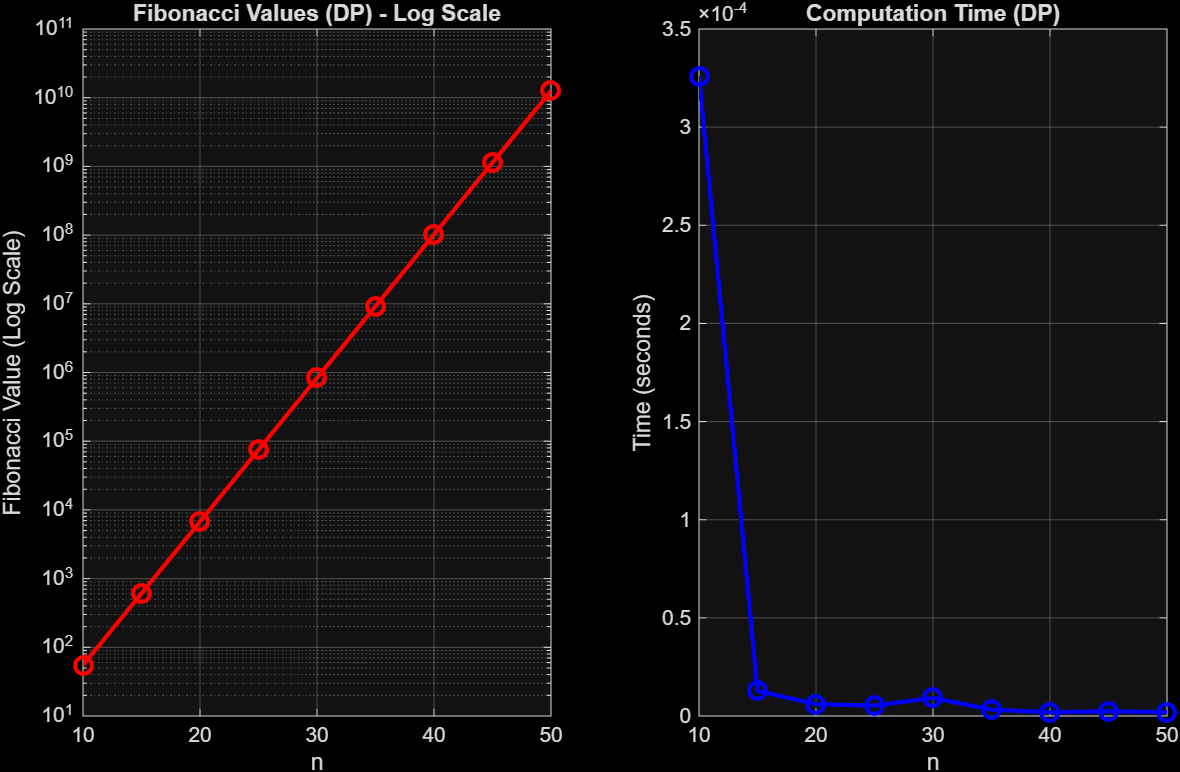 Fibonacci Values (DP) - Log Scale
10^11
10^10
10^9
10^8
10^7
10^6
10^5
10^4
10^3
10^2
10^1
10 20 30 40 50
n
Fibonacci Value (Log Scale)
×10^-4
Computation Time (DP)
3.5
3
2.5
2
1.5
1
0.5
0
10 20 30 40 50
n
Time (seconds)